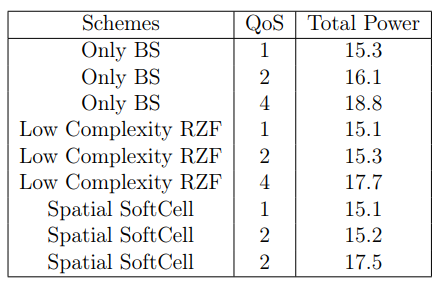 Schemes QoS Total Power
Only BS 1 15.3
Only BS 2 16.1
Only BS 4 18.8
Low Complexity RZF 1 15.1
Low Complexity RZF 2 15.3
Low Complexity RZF 4 17.7
Spatial SoftCell 1 15.1
Spatial SoftCell 2 15.2
Spatial SoftCell 2 17.5